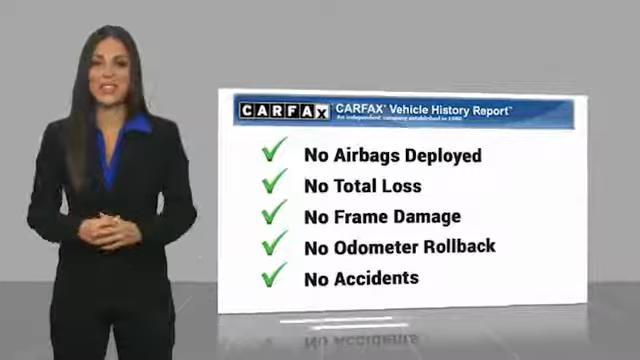 CARFAX CARFAX Vehicle History Report™
An independent company established in 1986
No Airbags Deployed
No Total Loss
No Frame Damage
No Odometer Rollback
No Accidents